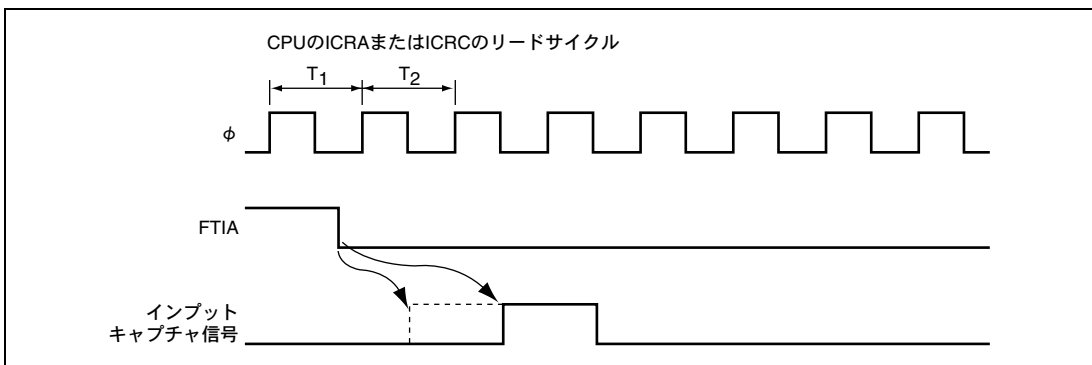 CPUのICRAまたはICRCのリードサイクル
T1 T2
φ
FTIA
インプット
キャプチャ信号